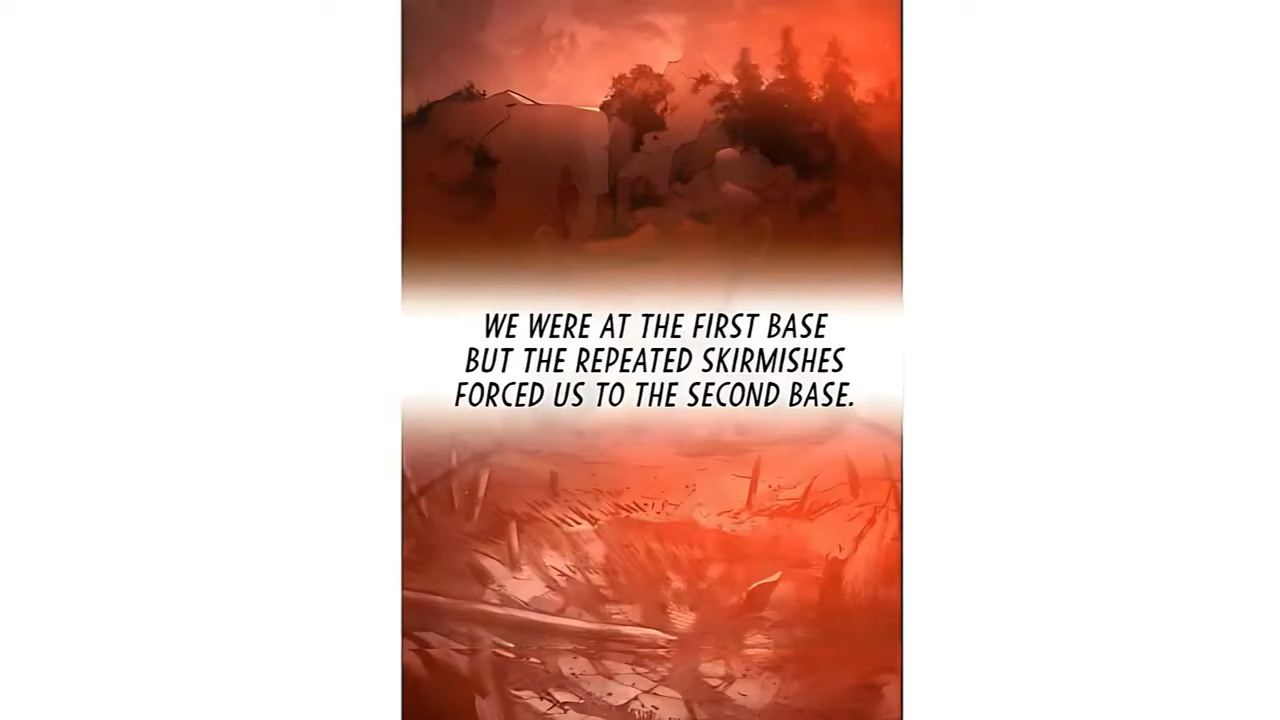 WE WERE AT THE FIRST BASE
BUT THE REPEATED SKIRMISHES
FORCED US TO THE SECOND BASE.